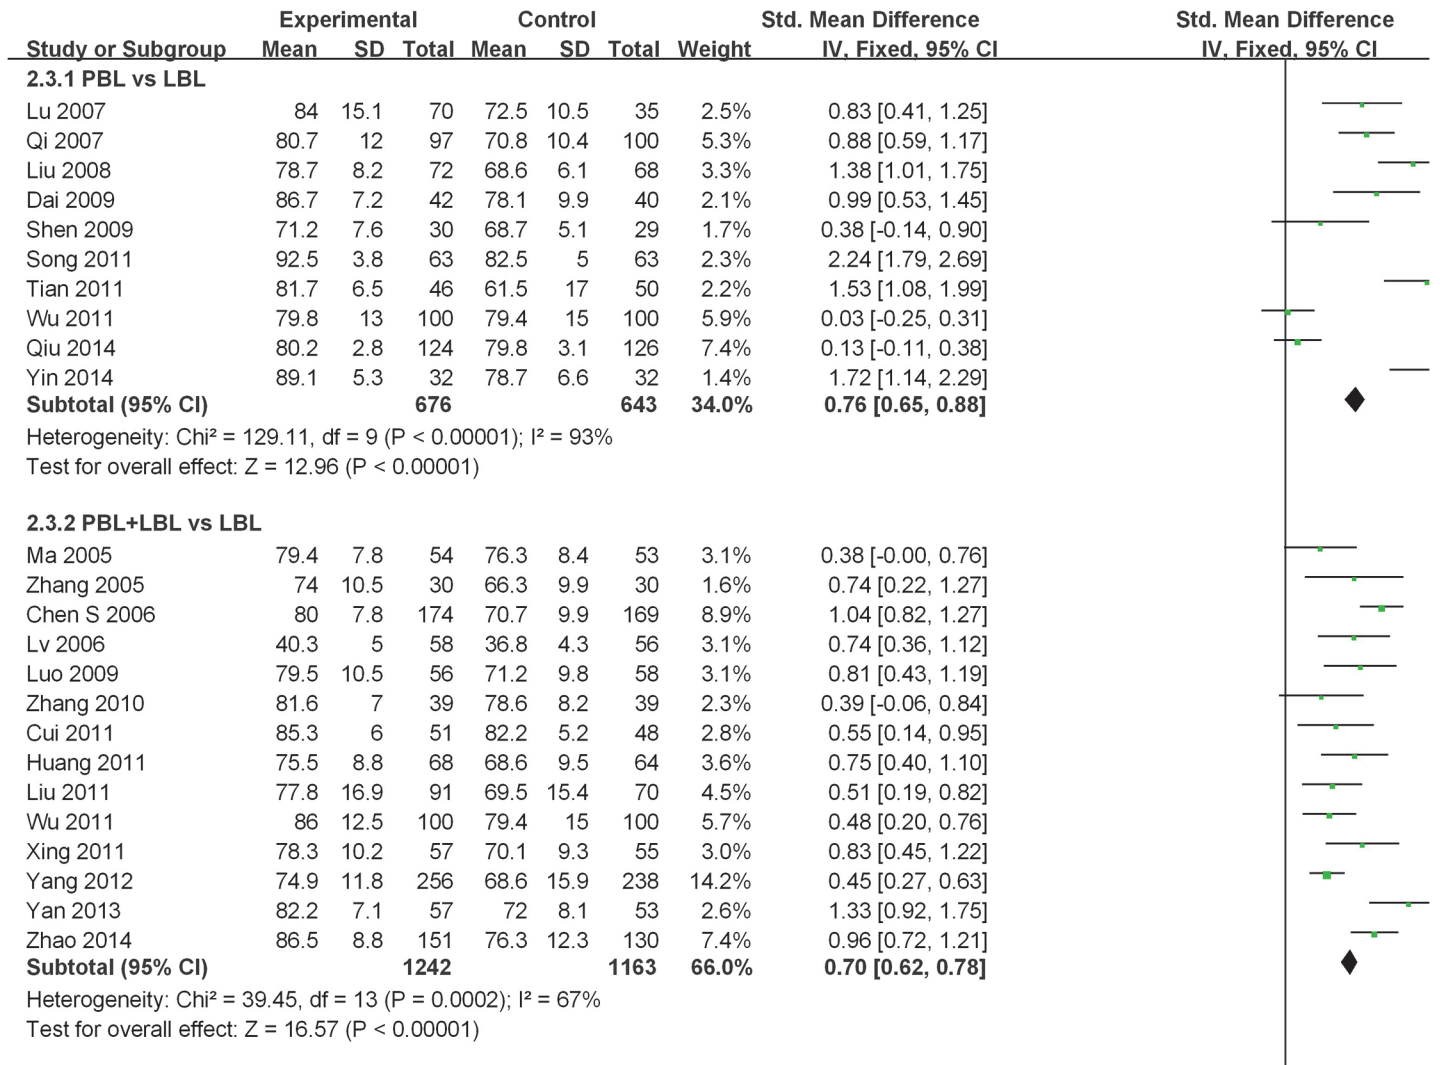 Experimental Control Std. Mean Difference Std. Mean Difference
Study or Subgroup Mean SD Total Mean SD Total Weight IV, Fixed, 95% CI IV, Fixed, 95% CI
2.3.1 PBL vs LBL
Lu 2007 84 15.1 70 72.5 10.5 35 2.5% 0.83 [0.41, 1.25]
Qi 2007 80.7 12 97 70.8 10.4 100 5.3% 0.88 [0.59, 1.17]
Liu 2008 78.7 8.2 72 68.6 6.1 68 3.3% 1.38 [1.01, 1.75]
Dai 2009 86.7 7.2 42 78.1 9.9 40 2.1% 0.99 [0.53, 1.45]
Shen 2009 71.2 7.6 30 68.7 5.1 29 1.7% 0.38 [-0.14, 0.90]
Song 2011 92.5 3.8 63 82.5 5 63 2.3% 2.24 [1.79, 2.69]
Tian 2011 81.7 6.5 46 61.5 17 50 2.2% 1.53 [1.08, 1.99]
Wu 2011 79.8 13 100 79.4 15 100 5.9% 0.03 [-0.25, 0.31]
Qiu 2014 80.2 2.8 124 79.8 3.1 126 7.4% 0.13 [-0.11, 0.38]
Yin 2014 89.1 5.3 32 78.7 6.6 32 1.4% 1.72 [1.14, 2.29]
Subtotal (95% CI) 676 643 34.0% 0.76 [0.65, 0.88]
Heterogeneity: Chi² = 129.11, df = 9 (P < 0.00001); I² = 93%
Test for overall effect: Z = 12.96 (P < 0.00001)
2.3.2 PBL+LBL vs LBL
Ma 2005 79.4 7.8 54 76.3 8.4 53 3.1% 0.38 [-0.00, 0.76]
Zhang 2005 74 10.5 30 66.3 9.9 30 1.6% 0.74 [0.22, 1.27]
Chen S 2006 80 7.8 174 70.7 9.9 169 8.9% 1.04 [0.82, 1.27]
Lv 2006 40.3 5 58 36.8 4.3 56 3.1% 0.74 [0.36, 1.12]
Luo 2009 79.5 10.5 56 71.2 9.8 58 3.1% 0.81 [0.43, 1.19]
Zhang 2010 81.6 7 39 78.6 8.2 39 2.3% 0.39 [-0.06, 0.84]
Cui 2011 85.3 6 51 82.2 5.2 48 2.8% 0.55 [0.14, 0.95]
Huang 2011 75.5 8.8 68 68.6 9.5 64 3.6% 0.75 [0.40, 1.10]
Liu 2011 77.8 16.9 91 69.5 15.4 70 4.5% 0.51 [0.19, 0.82]
Wu 2011 86 12.5 100 79.4 15 100 5.7% 0.48 [0.20, 0.76]
Xing 2011 78.3 10.2 57 70.1 9.3 55 3.0% 0.83 [0.45, 1.22]
Yang 2012 74.9 11.8 256 68.6 15.9 238 14.2% 0.45 [0.27, 0.63]
Yan 2013 82.2 7.1 57 72 8.1 53 2.6% 1.33 [0.92, 1.75]
Zhao 2014 86.5 8.8 151 76.3 12.3 130 7.4% 0.96 [0.72, 1.21]
Subtotal (95% CI) 1242 1163 66.0% 0.70 [0.62, 0.78]
Heterogeneity: Chi² = 39.45, df = 13 (P = 0.0002); I² = 67%
Test for overall effect: Z = 16.57 (P < 0.00001)